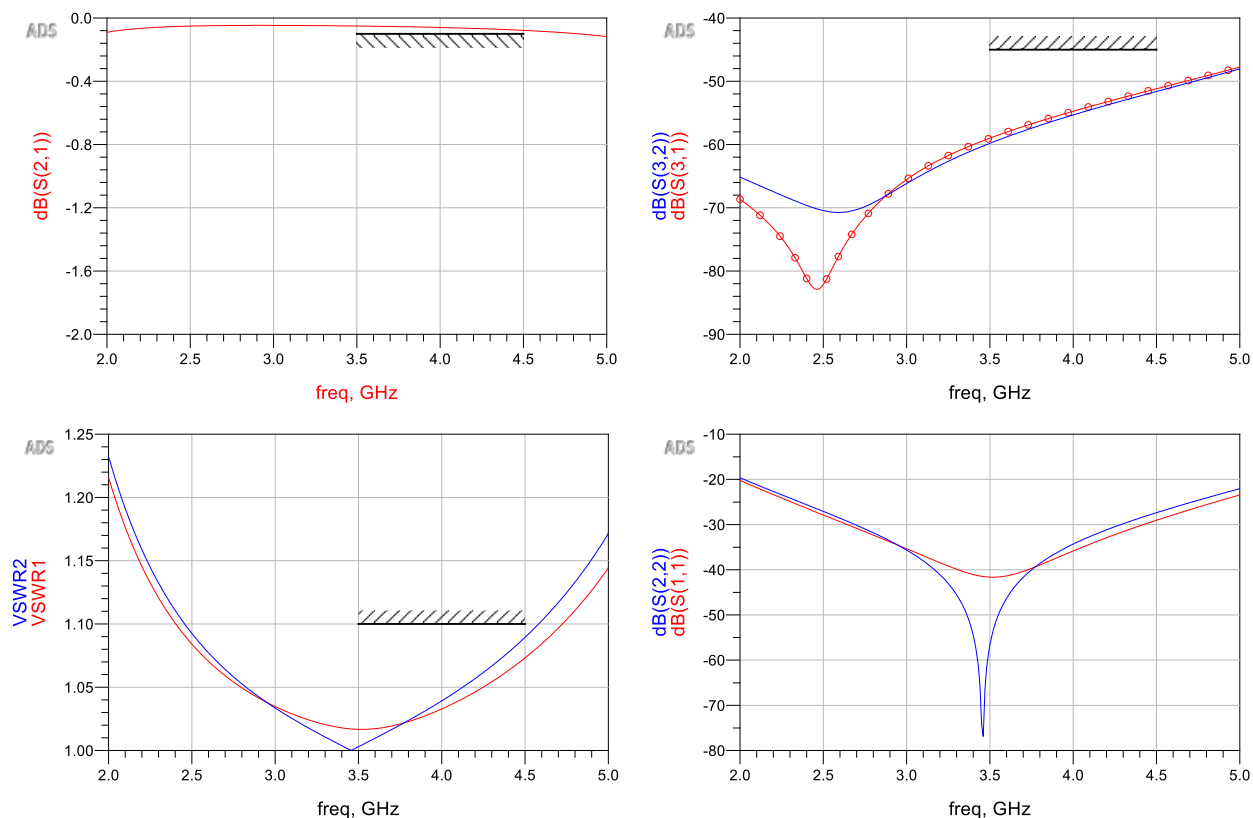 ADS
0.0
-0.4
-0.8
-1.2
-1.6
-2.0
dB(S(2,1))
2.0 2.5 3.0 3.5 4.0 4.5 5.0
freq, GHz
ADS
-40
-50
-60
-70
-80
-90
dB(S(3,2))
dB(S(3,1))
2.0 2.5 3.0 3.5 4.0 4.5 5.0
freq, GHz
ADS
1.25
1.20
1.15
1.10
1.05
1.00
VSWR2
VSWR1
2.0 2.5 3.0 3.5 4.0 4.5 5.0
freq, GHz
ADS
-10
-20
-30
-40
-50
-60
-70
-80
dB(S(2,2))
dB(S(1,1))
2.0 2.5 3.0 3.5 4.0 4.5 5.0
freq, GHz